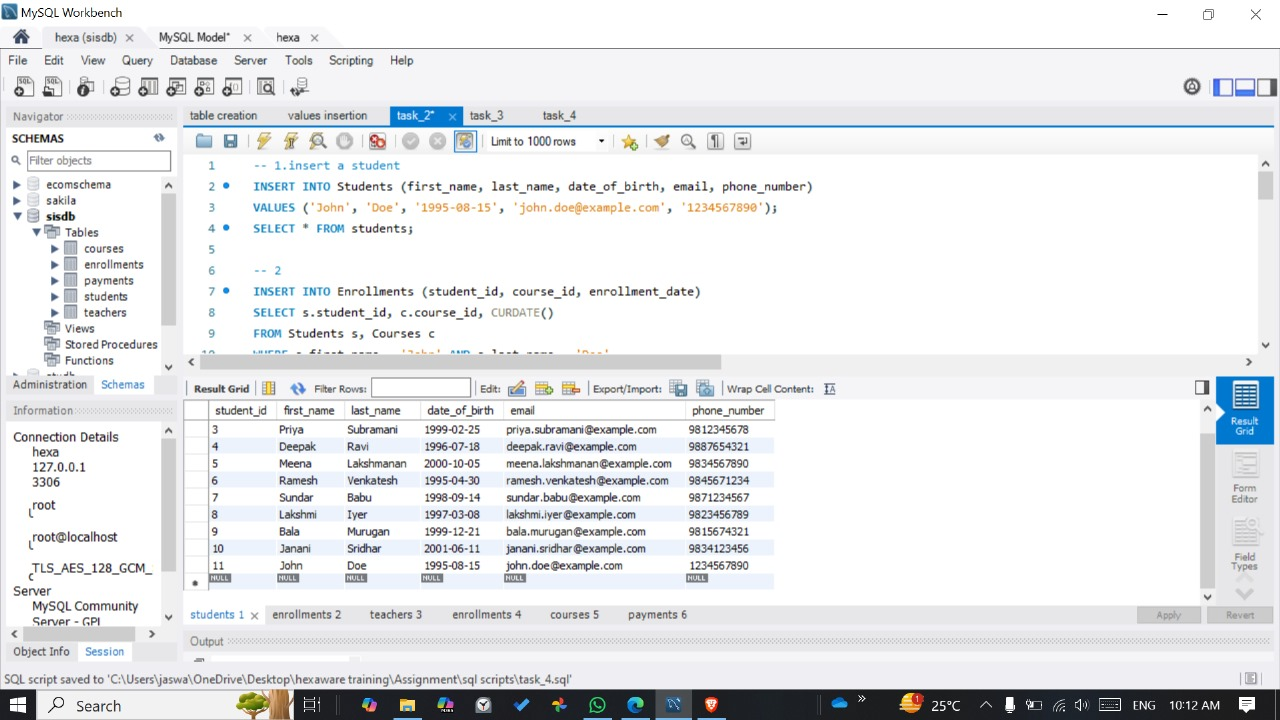 MySQL Workbench
hexa (sisdb)
MySQL Model*
hexa
File Edit View Query Database Server Tools Scripting Help
Navigator
SCHEMAS
Filter objects
ecomschema
sakila
sisdb
Tables
courses
enrollments
payments
students
teachers
Views
Stored Procedures
Functions
Administration Schemas
Information
Connection Details
hexa
127.0.0.1
3306
root
root@localhost
TLS_AES_128_GCM_
Server
MySQL Community
Server - GPL
Object Info Session
table creation values insertion task_2* task_3 task_4
Limit to 1000 rows
1 -- 1.insert a student
2 INSERT INTO Students (first_name, last_name, date_of_birth, email, phone_number)
3 VALUES ('John', 'Doe', '1995-08-15', 'john.doe@example.com', '1234567890');
4 SELECT * FROM students;
5
6 -- 2
7 INSERT INTO Enrollments (student_id, course_id, enrollment_date)
8 SELECT s.student_id, c.course_id, CURDATE()
9 FROM Students s, Courses c
10 WHERE s.first_name = 'John' AND s.last_name = 'Doe'
Result Grid Filter Rows: Edit: Export/Import: Wrap Cell Content:
student_id first_name last_name date_of_birth email phone_number
3 Priya Subramani 1999-02-25 priya.subramani@example.com 9812345678
4 Deepak Ravi 1996-07-18 deepak.ravi@example.com 9887654321
5 Meena Lakshmanan 2000-10-05 meena.lakshmanan@example.com 9834567890
6 Ramesh Venkatesh 1995-04-30 ramesh.venkatesh@example.com 9845671234
7 Sundar Babu 1998-09-14 sundar.babu@example.com 9871234567
8 Lakshmi Iyer 1997-03-08 lakshmi.iyer@example.com 9823456789
9 Bala Murugan 1999-12-21 bala.murugan@example.com 9815674321
10 Janani Sridhar 2001-06-11 janani.sridhar@example.com 9834123456
11 John Doe 1995-08-15 john.doe@example.com 1234567890
NULL NULL NULL NULL NULL NULL
Result Grid
Form Editor
Field Types
students 1 enrollments 2 teachers 3 enrollments 4 courses 5 payments 6
Apply Revert
Output
SQL script saved to 'C:\Users\jaswa\OneDrive\Desktop\hexaware training\Assignment\sql scripts\task_4.sql'
Search
25°C
ENG
10:12 AM